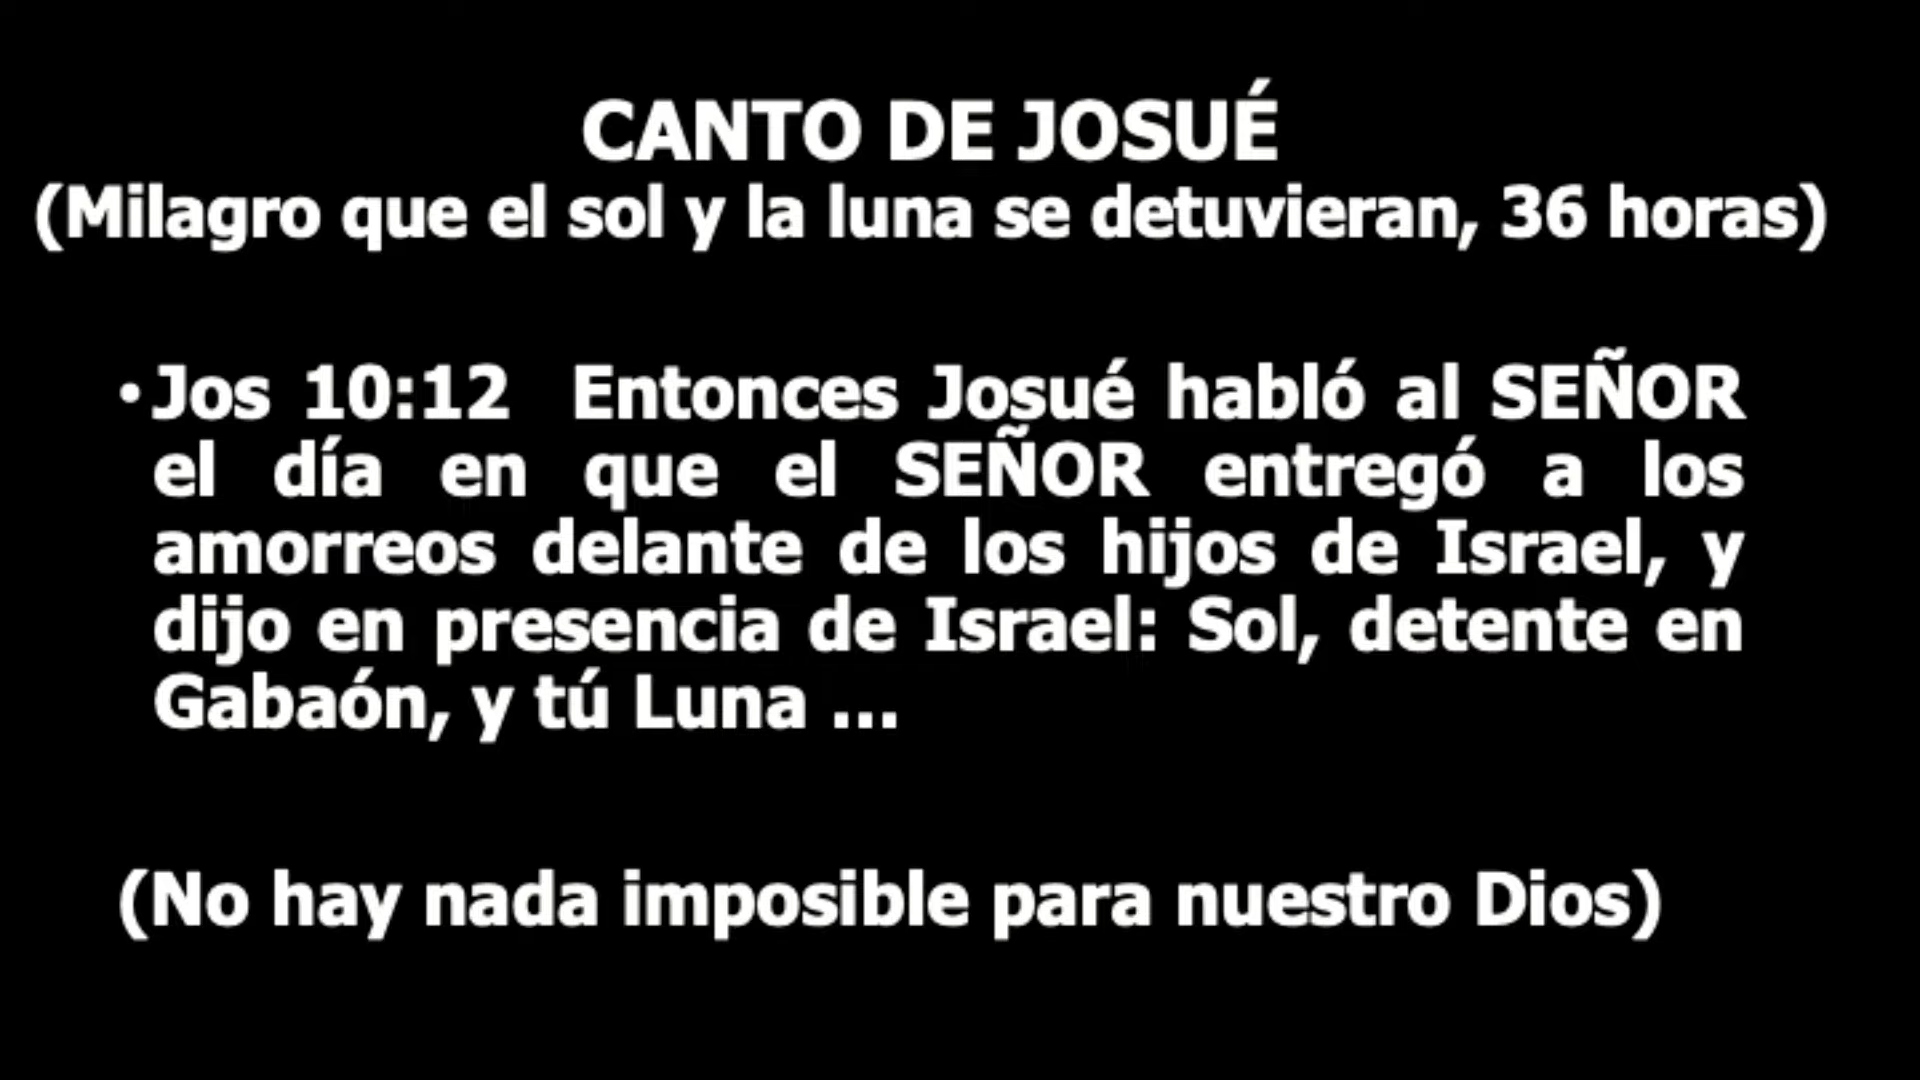 CANTO DE JOSUÉ
(Milagro que el sol y la luna se detuvieran, 36 horas)
•Jos 10:12 Entonces Josué habló al SEÑOR
el día en que el SEÑOR entregó a los
amorreos delante de los hijos de Israel, y
dijo en presencia de Israel: Sol, detente en
Gabaón, y tú Luna ...
(No hay nada imposible para nuestro Dios)